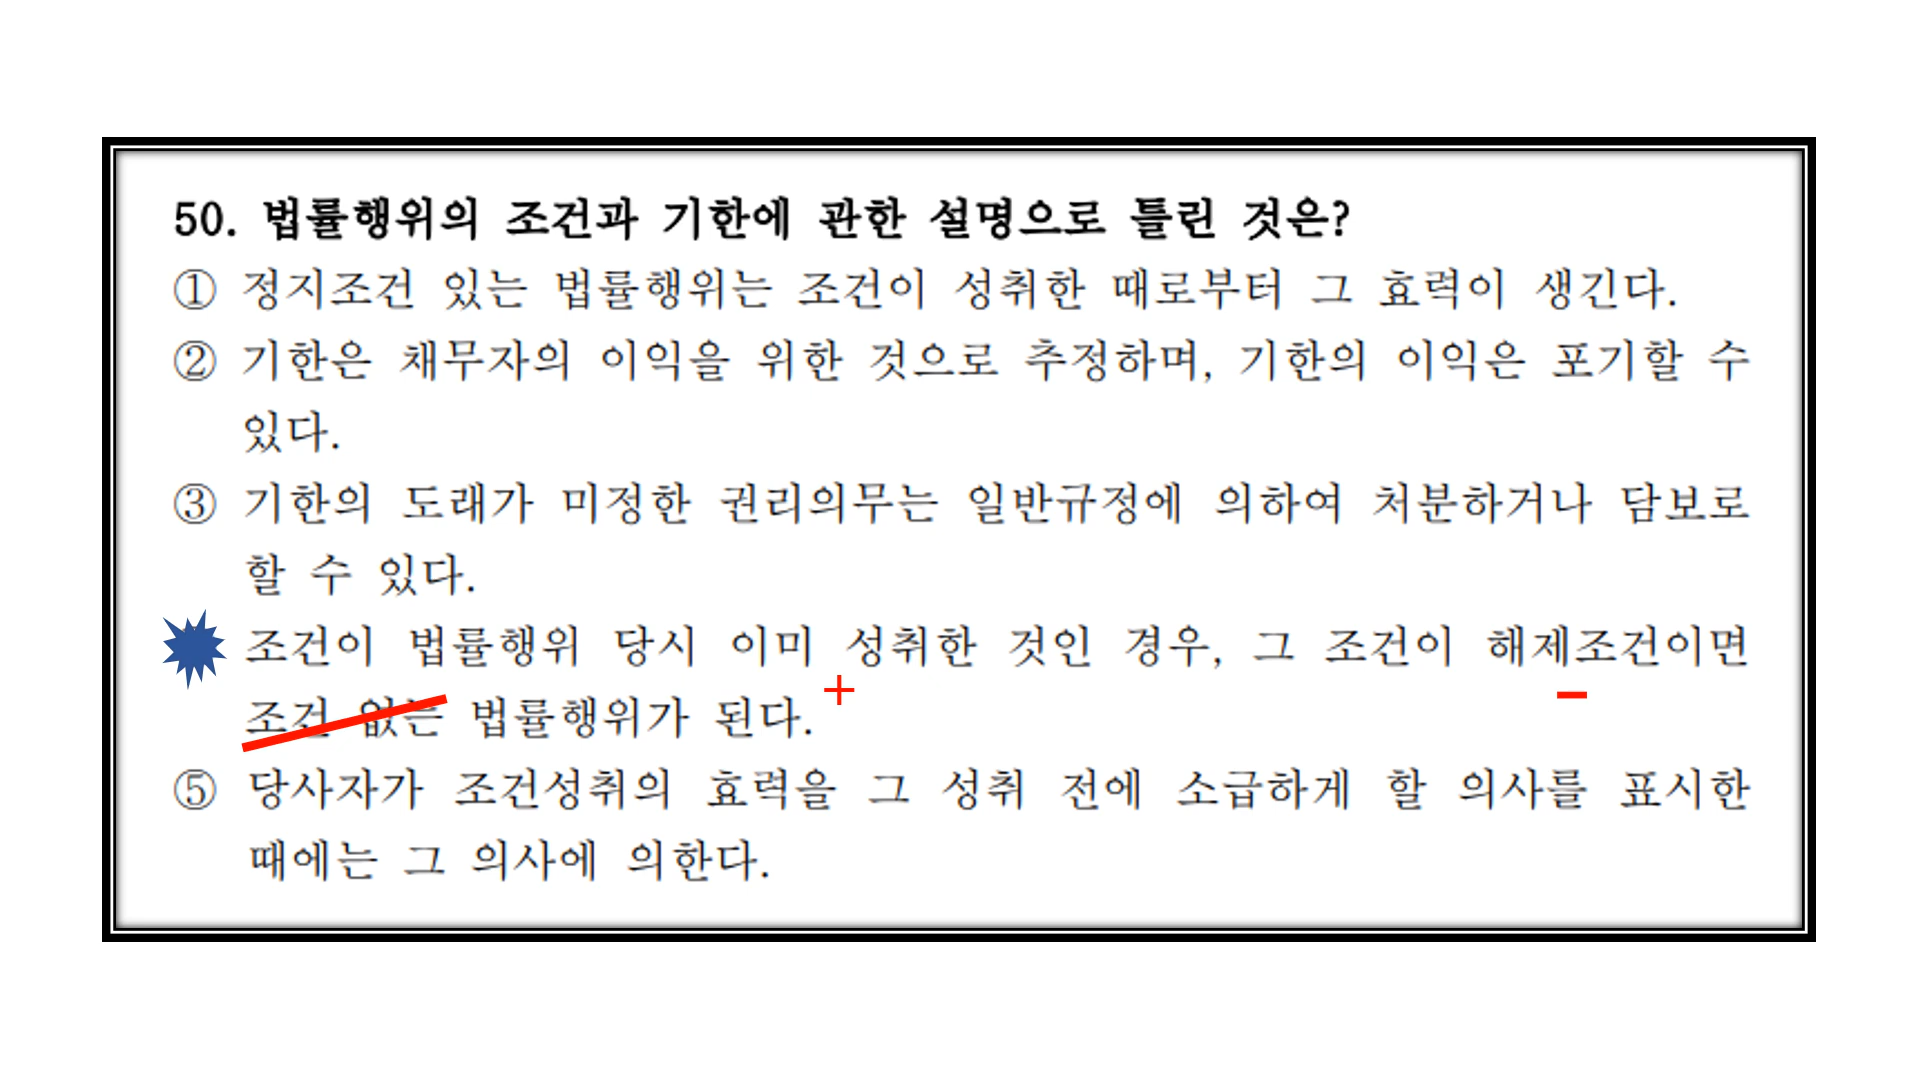 50. 법률행위의 조건과 기한에 관한 설명으로 틀린 것은?
① 정지조건 있는 법률행위는 조건이 성취한 때로부터 그 효력이 생긴다.
② 기한은 채무자의 이익을 위한 것으로 추정하며, 기한의 이익은 포기할 수
있다.
③ 기한의 도래가 미정한 권리의무는 일반규정에 의하여 처분하거나 담보로
할 수 있다.
조건이 법률행위 당시 이미 성취한 것인 경우, 그 조건이 해제조건이면
조건 없는 법률행위가 된다. + −
⑤ 당사자가 조건성취의 효력을 그 성취 전에 소급하게 할 의사를 표시한
때에는 그 의사에 의한다.